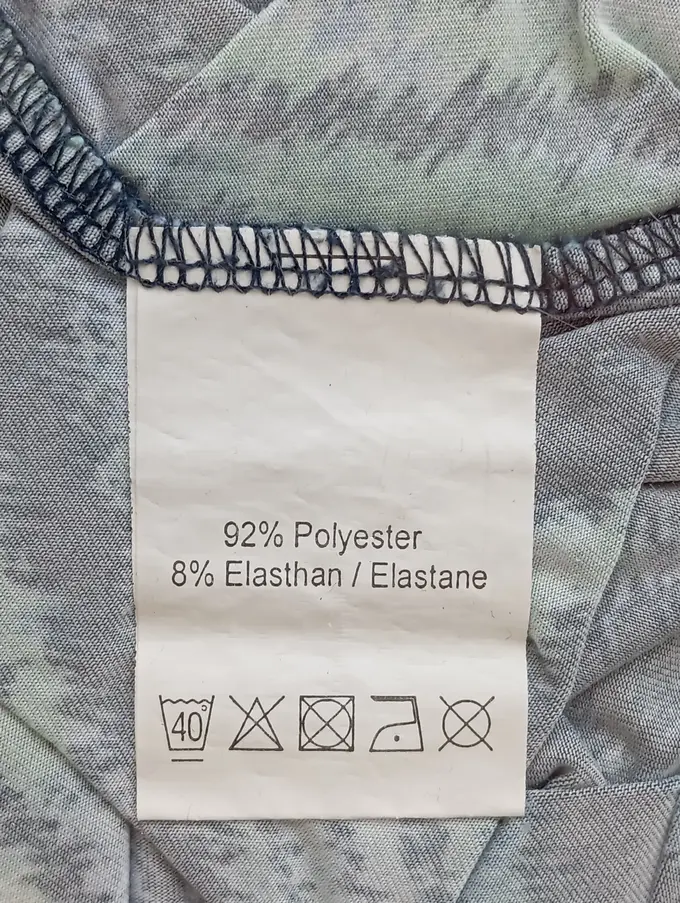 92% Polyester
8% Elasthan / Elastane
40°